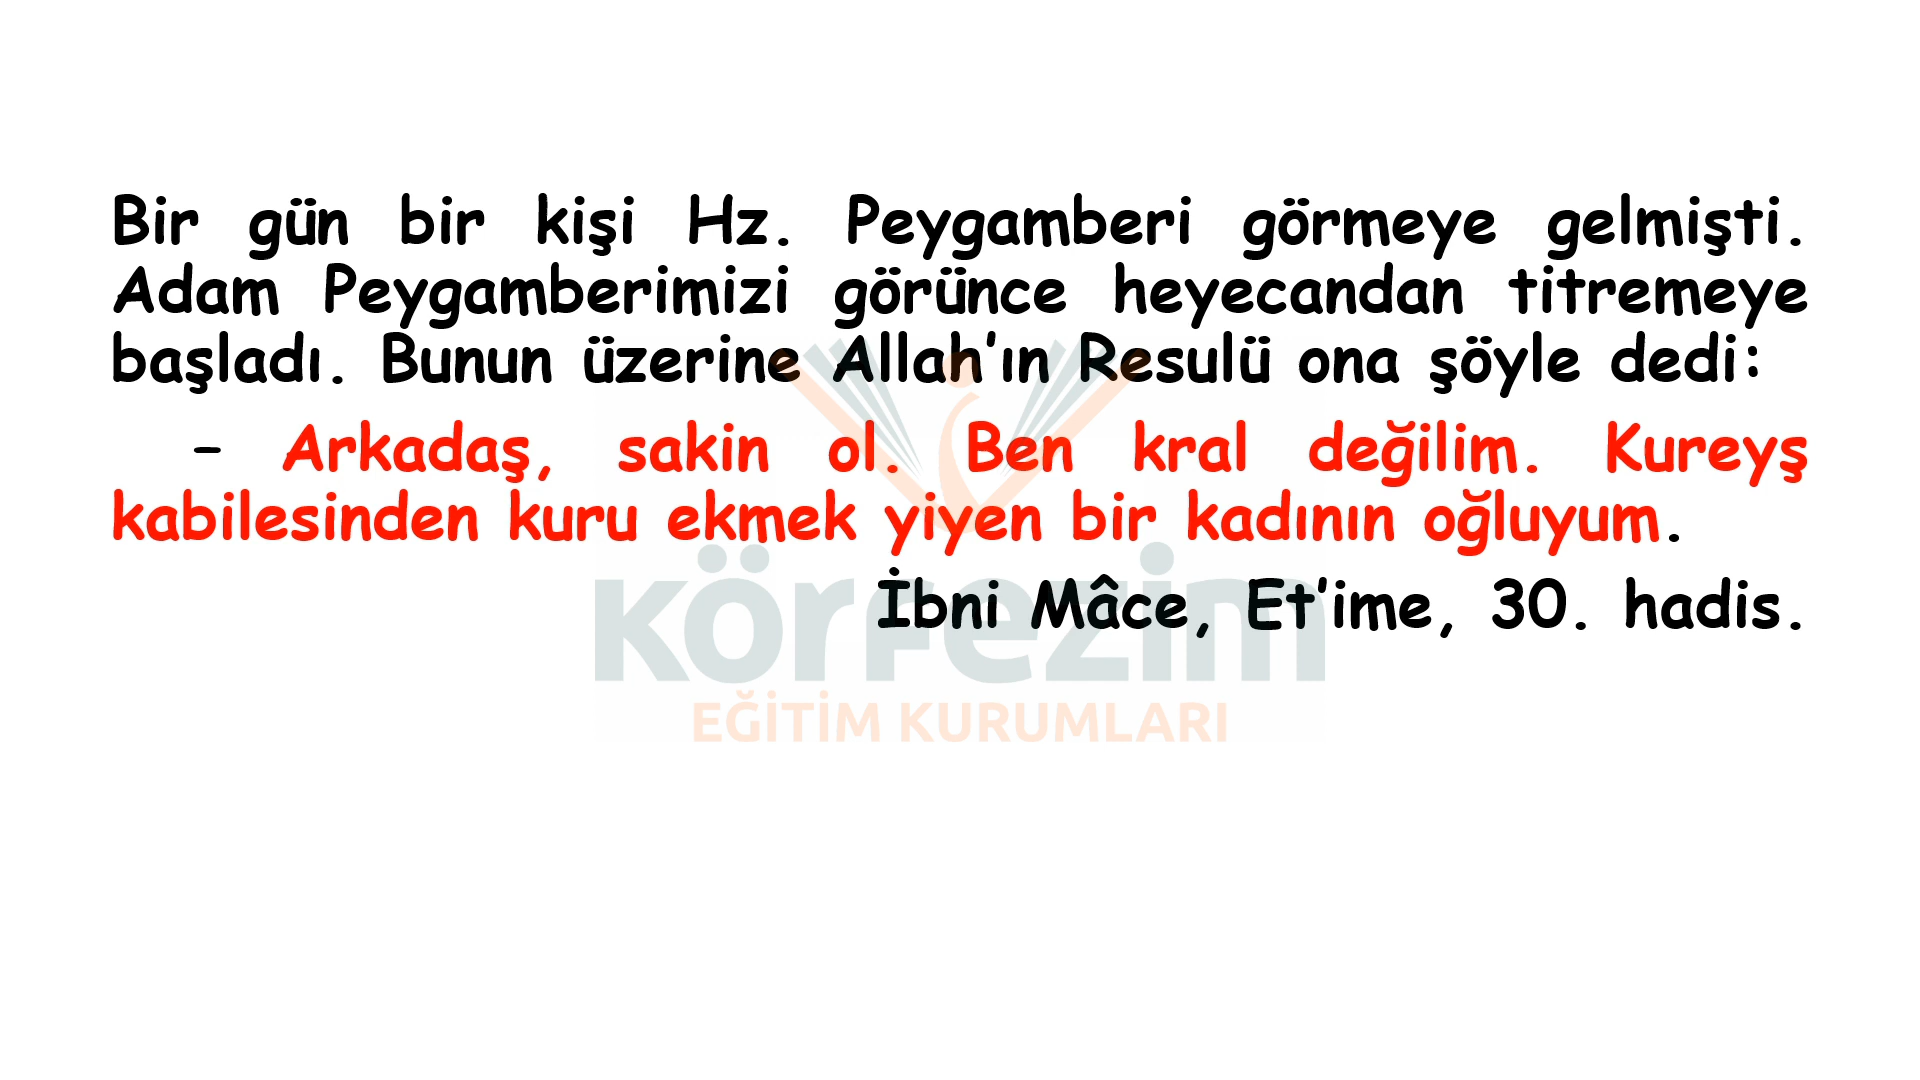 Bir gün bir kişi Hz. Peygamberi görmeye gelmişti.
Adam Peygamberimizi görünce heyecandan titremeye
başladı. Bunun üzerine Allah’ın Resulü ona şöyle dedi:
– Arkadaş, sakin ol. Ben kral değilim. Kureyş
kabilesinden kuru ekmek yiyen bir kadının oğluyum.
İbni Mâce, Et’ime, 30. hadis.
körfezim
EĞİTİM KURUMLARI